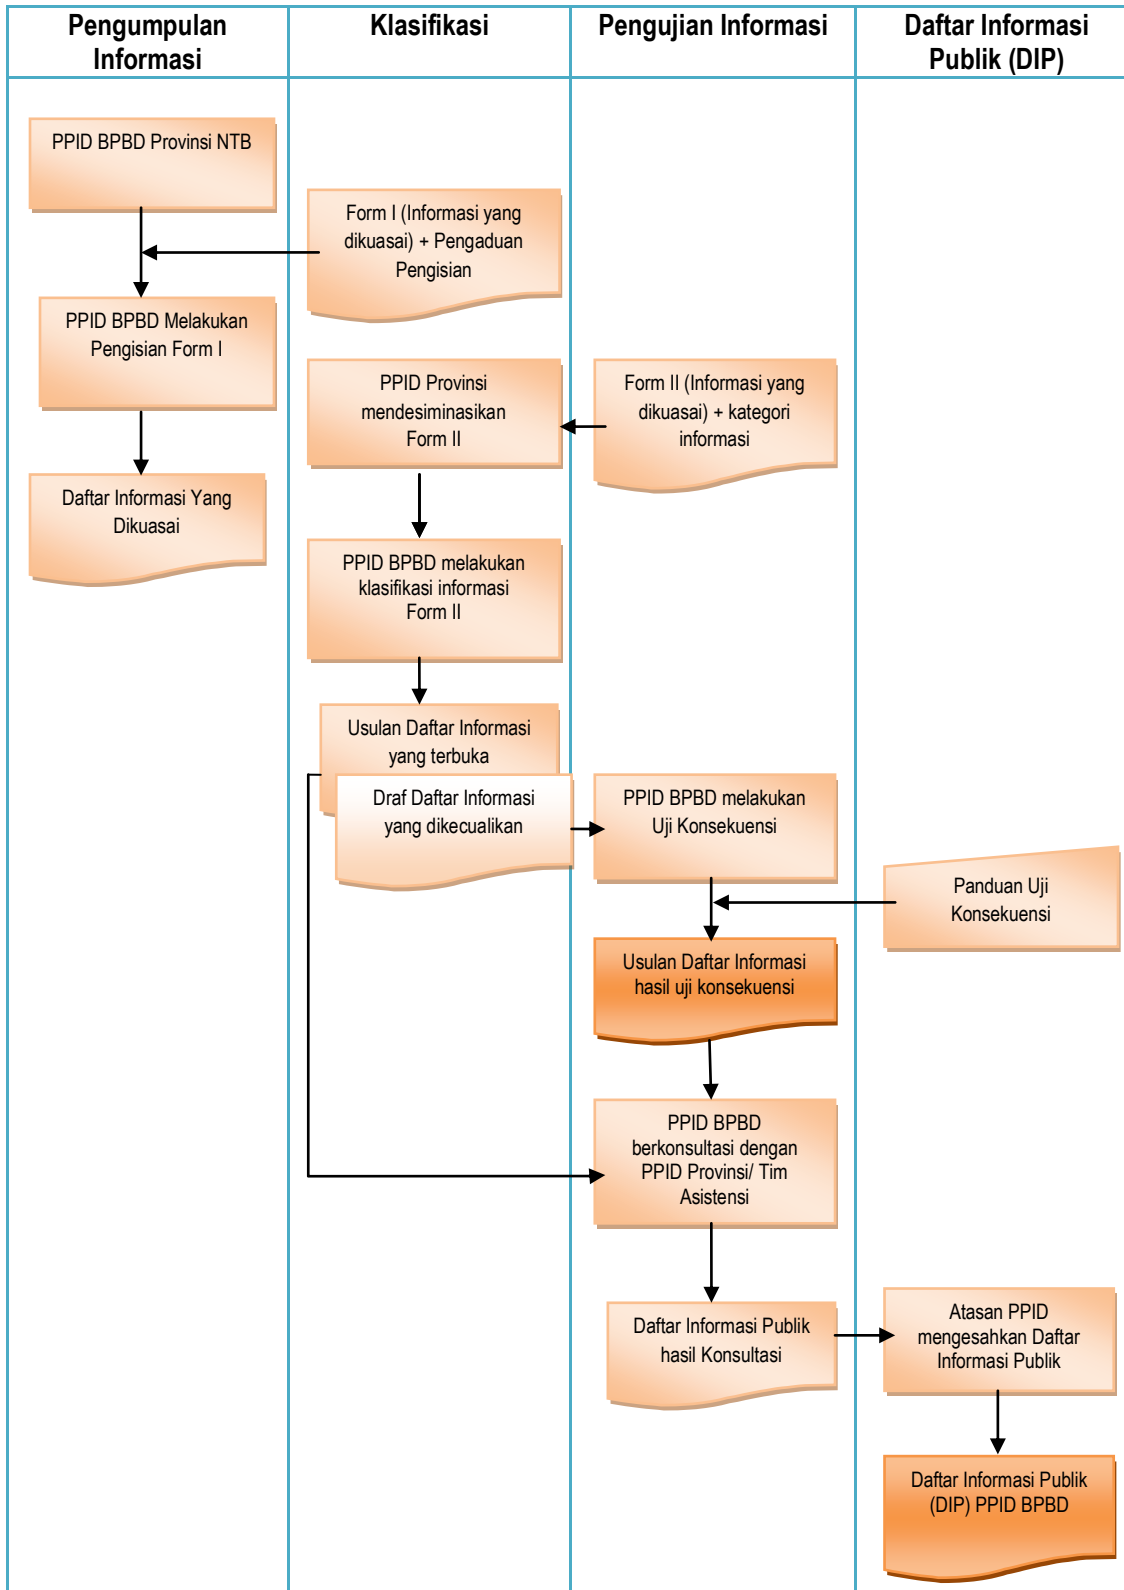 Pengumpulan
Informasi
Klasifikasi
Pengujian Informasi
Daftar Informasi
Publik (DIP)
PPID BPBD Provinsi NTB
Form I (Informasi yang
dikuasai) + Pengaduan
Pengisian
PPID BPBD Melakukan
Pengisian Form I
PPID Provinsi
mendesiminasikan
Form II
Form II (Informasi yang
dikuasai) + kategori
informasi
Daftar Informasi Yang
Dikuasai
PPID BPBD melakukan
klasifikasi informasi
Form II
Usulan Daftar Informasi
yang terbuka
Draf Daftar Informasi
yang dikecualikan
PPID BPBD melakukan
Uji Konsekuensi
Panduan Uji
Konsekuensi
Usulan Daftar Informasi
hasil uji konsekuensi
PPID BPBD
berkonsultasi dengan
PPID Provinsi/ Tim
Asistensi
Daftar Informasi Publik
hasil Konsultasi
Atasan PPID
mengesahkan Daftar
Informasi Publik
Daftar Informasi Publik
(DIP) PPID BPBD